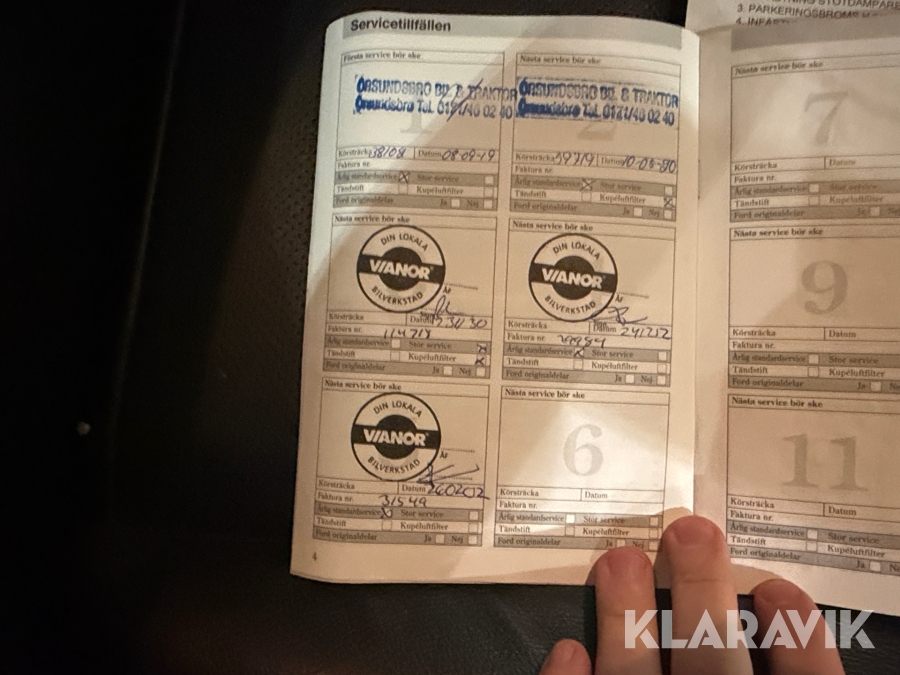 Servicetillfällen
Första service bör ske
ÖRSUNDSBRO BIL & TRAKTOR
Örsundsbro Tel. 0171/46 02 40
1
Körsträcka 38108 Datum 08-09-19
Faktura nr.
Årlig standardservice X Stor service
Tändstift Kupéluftfilter
Ford originaldelar Ja Nej
Nästa service bör ske
ÖRSUNDSBRO BIL & TRAKTOR
Örsundsbro Tel. 0171/46 02 40
2
Körsträcka 59719 Datum
Faktura nr.
Årlig standardservice X Stor service
Tändstift Kupéluftfilter X
Ford originaldelar Ja Nej
Nästa service bör ske
DIN LOKALA
VIANOR
BILVERKSTAD
Körsträcka Datum
Faktura nr. 114719
Årlig standardservice Stor service X
Tändstift Kupéluftfilter X
Ford originaldelar Ja Nej
Nästa service bör ske
DIN LOKALA
VIANOR
BILVERKSTAD
Körsträcka Datum 241212
Faktura nr.
Årlig standardservice X Stor service
Tändstift Kupéluftfilter
Ford originaldelar Ja Nej
Nästa service bör ske
DIN LOKALA
VIANOR
BILVERKSTAD
Körsträcka Datum 260202
Faktura nr. 31549
Årlig standardservice Stor service
Tändstift Kupéluftfilter
Ford originaldelar Ja Nej
Nästa service bör ske
6
Körsträcka Datum
Faktura nr.
Årlig standardservice Stor service
Tändstift Kupéluftfilter
Ford originaldelar Ja Nej
4
3. PARKERINGSBROMS
4.
Nästa service bör ske
7
Körsträcka Datum
Faktura nr.
Årlig standardservice Stor service
Tändstift Kupéluftfilter
Ford originaldelar Ja
Nästa service bör ske
9
Körsträcka Datum
Faktura nr.
Årlig standardservice Stor service
Tändstift Kupéluftfilter
Ford originaldelar Ja
Nästa service bör ske
11
Körsträcka Datum
Faktura nr.
Årlig standardservice Stor service
Tändstift Kupéluftfilter
Ford originaldelar Ja
KLARAVIK